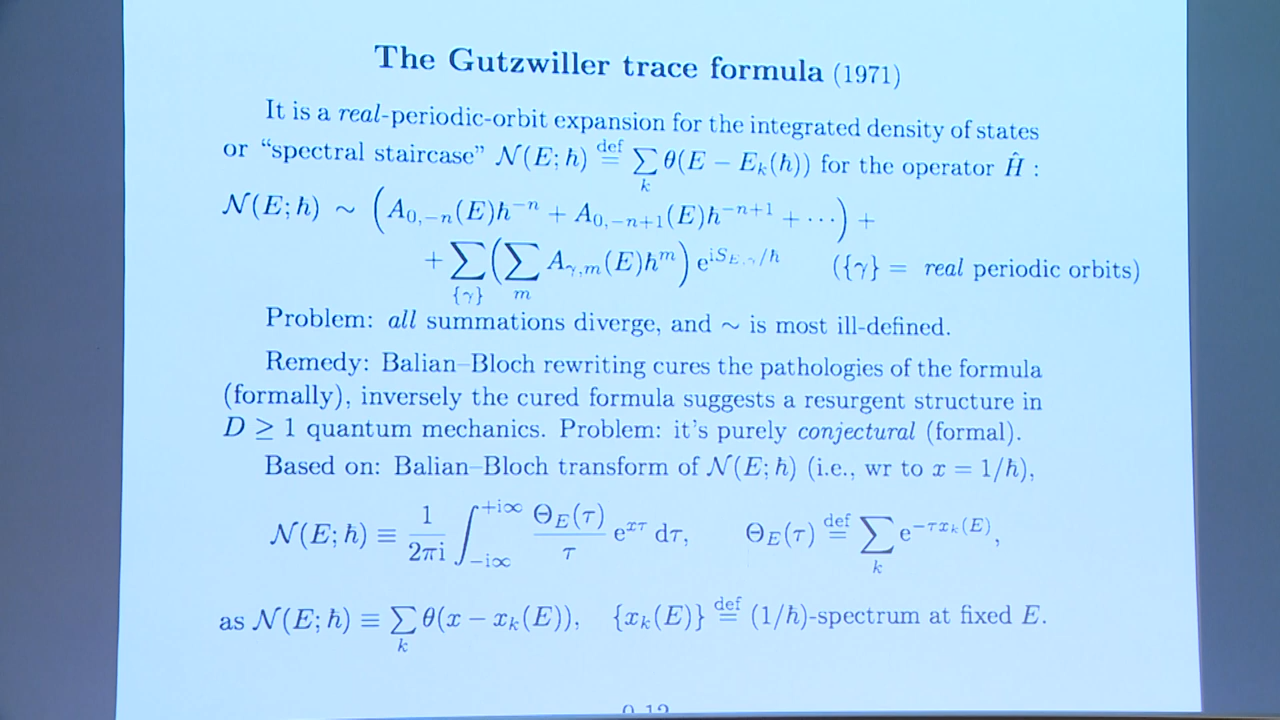 The Gutzwiller trace formula (1971)
It is a real-periodic-orbit expansion for the integrated density of states
or “spectral staircase” 𝒩(E; ħ) ≝ ∑_k θ(E − E_k(ħ)) for the operator Ĥ :
𝒩(E; ħ) ∼ (A_{0,−n}(E)ħ^{−n} + A_{0,−n+1}(E)ħ^{−n+1} + ⋯) +
+ ∑_{{γ}} (∑_m A_{γ,m}(E)ħ^m) e^{iS_{E,γ}/ħ} ({γ} = real periodic orbits)
Problem: all summations diverge, and ∼ is most ill-defined.
Remedy: Balian–Bloch rewriting cures the pathologies of the formula
(formally), inversely the cured formula suggests a resurgent structure in
D ≥ 1 quantum mechanics. Problem: it's purely conjectural (formal).
Based on: Balian–Bloch transform of 𝒩(E; ħ) (i.e., wr to x = 1/ħ),
𝒩(E; ħ) ≡ 1/(2πi) ∫_{−i∞}^{+i∞} Θ_E(τ)/τ e^{xτ} dτ, Θ_E(τ) ≝ ∑_k e^{−τx_k(E)},
as 𝒩(E; ħ) ≡ ∑_k θ(x − x_k(E)), {x_k(E)} ≝ (1/ħ)-spectrum at fixed E.